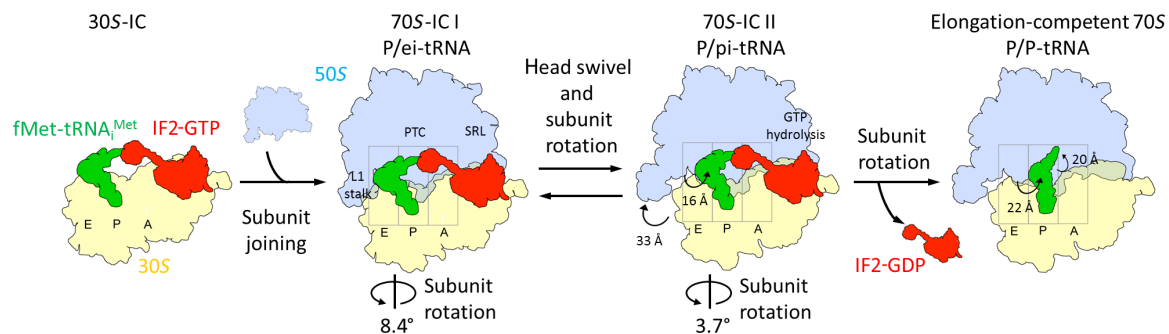 30S-IC
fMet-tRNAiMet
IF2-GTP
E P A
30S
50S
Subunit
joining
70S-IC I
P/ei-tRNA
PTC
SRL
L1
stalk
E P A
Subunit
rotation
8.4°
Head swivel
and
subunit
rotation
70S-IC II
P/pi-tRNA
GTP
hydrolysis
16 Å
33 Å
E P A
Subunit
rotation
3.7°
Subunit
rotation
IF2-GDP
Elongation-competent 70S
P/P-tRNA
20 Å
22 Å
E P A